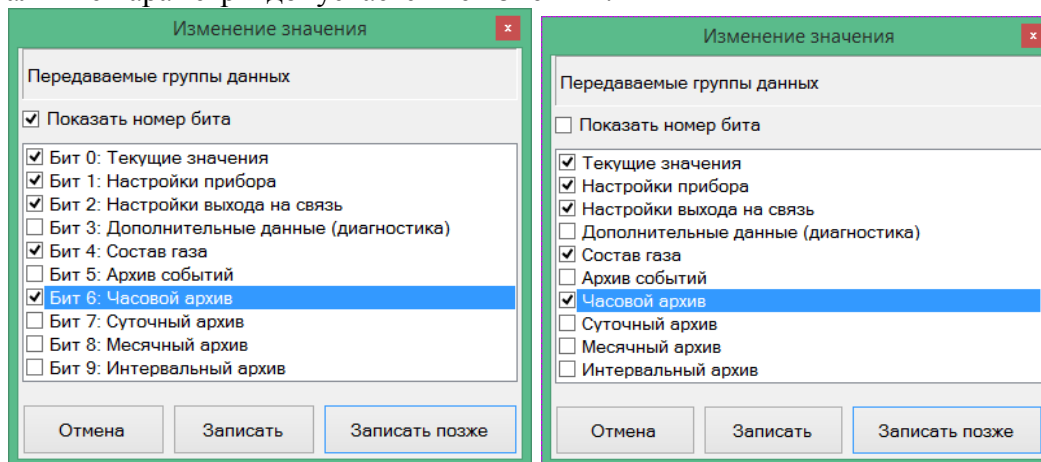 Изменение значения
x
Передаваемые группы данных
Показать номер бита
Бит 0: Текущие значения
Бит 1: Настройки прибора
Бит 2: Настройки выхода на связь
Бит 3: Дополнительные данные (диагностика)
Бит 4: Состав газа
Бит 5: Архив событий
Бит 6: Часовой архив
Бит 7: Суточный архив
Бит 8: Месячный архив
Бит 9: Интервальный архив
Отмена
Записать
Записать позже
Изменение значения
x
Передаваемые группы данных
Показать номер бита
Текущие значения
Настройки прибора
Настройки выхода на связь
Дополнительные данные (диагностика)
Состав газа
Архив событий
Часовой архив
Суточный архив
Месячный архив
Интервальный архив
Отмена
Записать
Записать позже